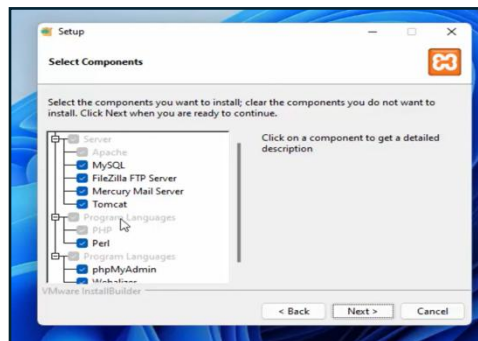 Setup
Select Components
Select the components you want to install; clear the components you do not want to
install. Click Next when you are ready to continue.
Server
Apache
MySQL
FileZilla FTP Server
Mercury Mail Server
Tomcat
Program Languages
PHP
Perl
Program Languages
phpMyAdmin
Webalizer
Click on a component to get a detailed
description
VMware InstallBuilder
< Back
Next >
Cancel